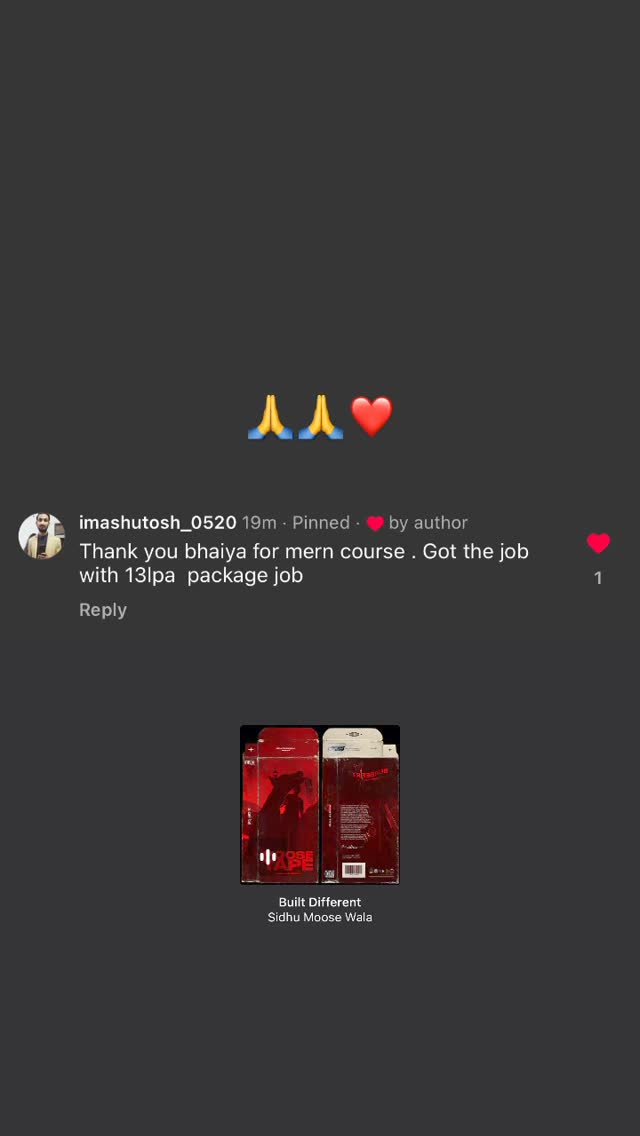 🙏🙏❤️
imashutosh_0520 19m · Pinned · ❤️ by author
Thank you bhaiya for mern course . Got the job
with 13lpa  package job
1
Reply
Built Different
Sidhu Moose Wala